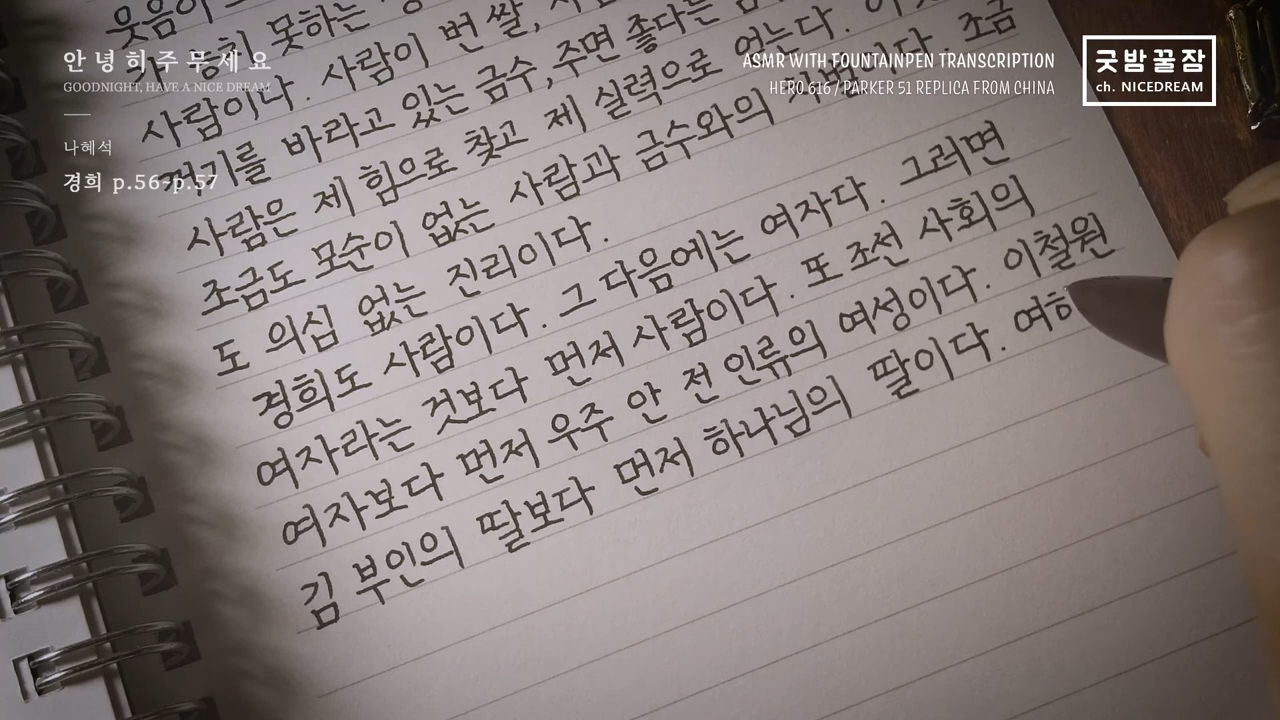 안녕히주무세요
GOODNIGHT, HAVE A NICE DREAM
나혜석
경희 p.56-p.57
ASMR WITH FOUNTAINPEN TRANSCRIPTION
HERO 616 / PARKER 51 REPLICA FROM CHINA
굿밤꿀잠
ch. NICEDREAM
웃음이
못하는
사람이다. 사람이 번 쌀,
먹기를 바라고 있는 금수, 주면 좋다는
사람은 제 힘으로 찾고 제 실력으로 얻는다.
조금도 모순이 없는 사람과 금수와의 차별이다. 조금
도 의심 없는 진리이다.
경희도 사람이다. 그 다음에는 여자다. 그러면
여자라는 것보다 먼저 사람이다. 또 조선 사회의
여자보다 먼저 우주 안 전 인류의 여성이다. 이철원
김 부인의 딸보다 먼저 하나님의 딸이다. 여하